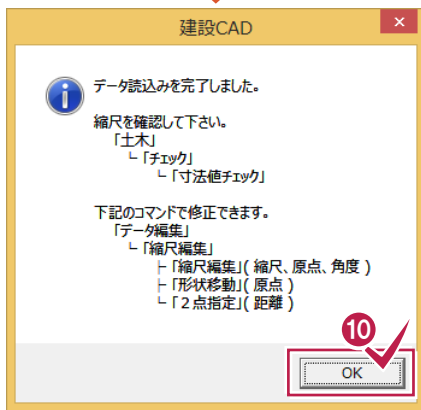 建設CAD
データ読込みを完了しました。
縮尺を確認して下さい。
「土木」
└「チェック」
└「寸法値チェック」
下記のコマンドで修正できます。
「データ編集」
└「縮尺編集」
├「縮尺編集」( 縮尺、原点、角度 )
├「形状移動」( 原点 )
└「２点指定」( 距離 )
10
OK